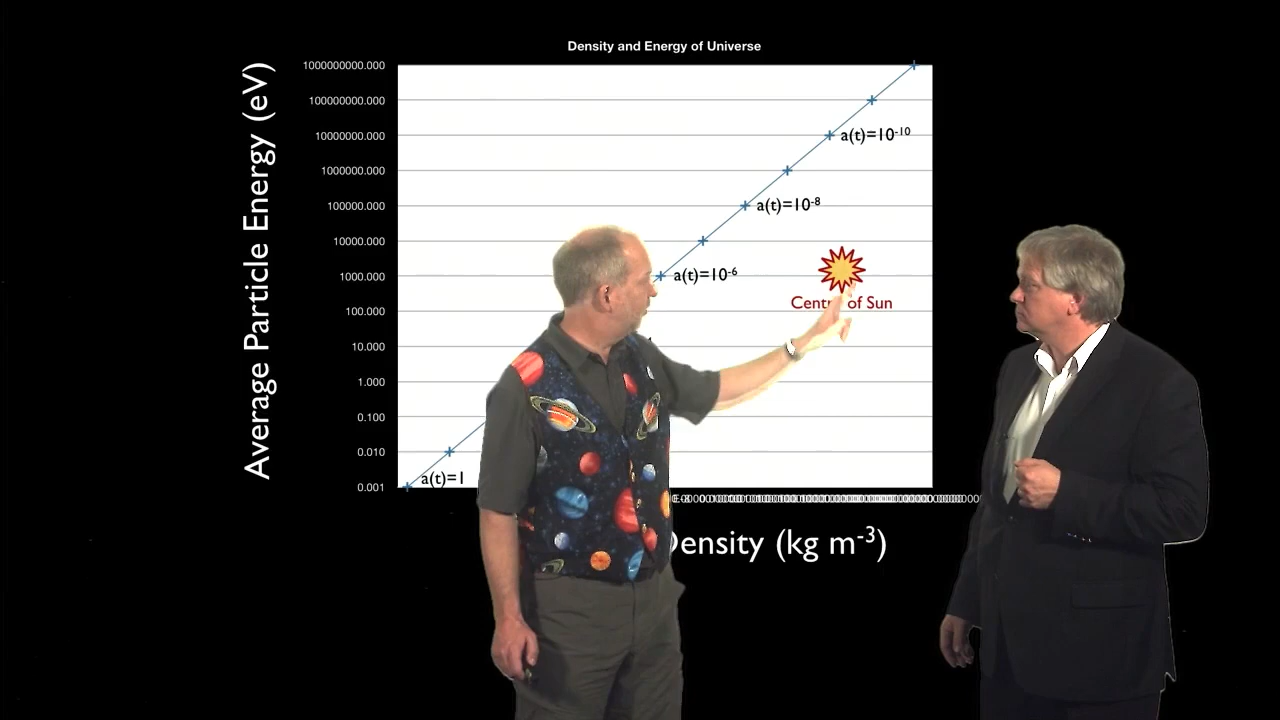 Density and Energy of Universe
Average Particle Energy (eV)
1000000000.000
100000000.000
10000000.000
1000000.000
100000.000
10000.000
1000.000
100.000
10.000
1.000
0.100
0.010
0.001
a(t)=10-10
a(t)=10-8
a(t)=10-6
a(t)=1
of Sun
Density (kg m-3)